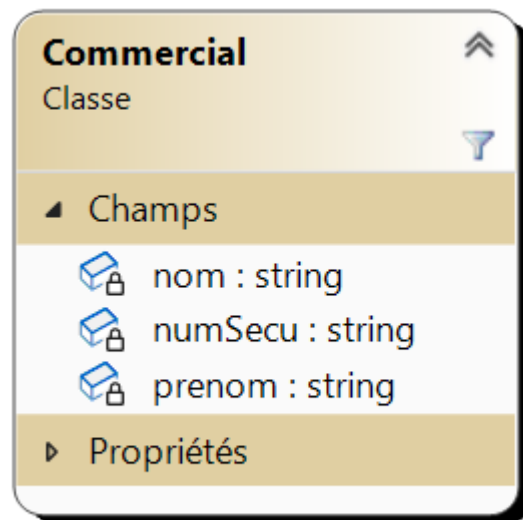 Commercial
Classe
Champs
nom : string
numSecu : string
prenom : string
Propriétés